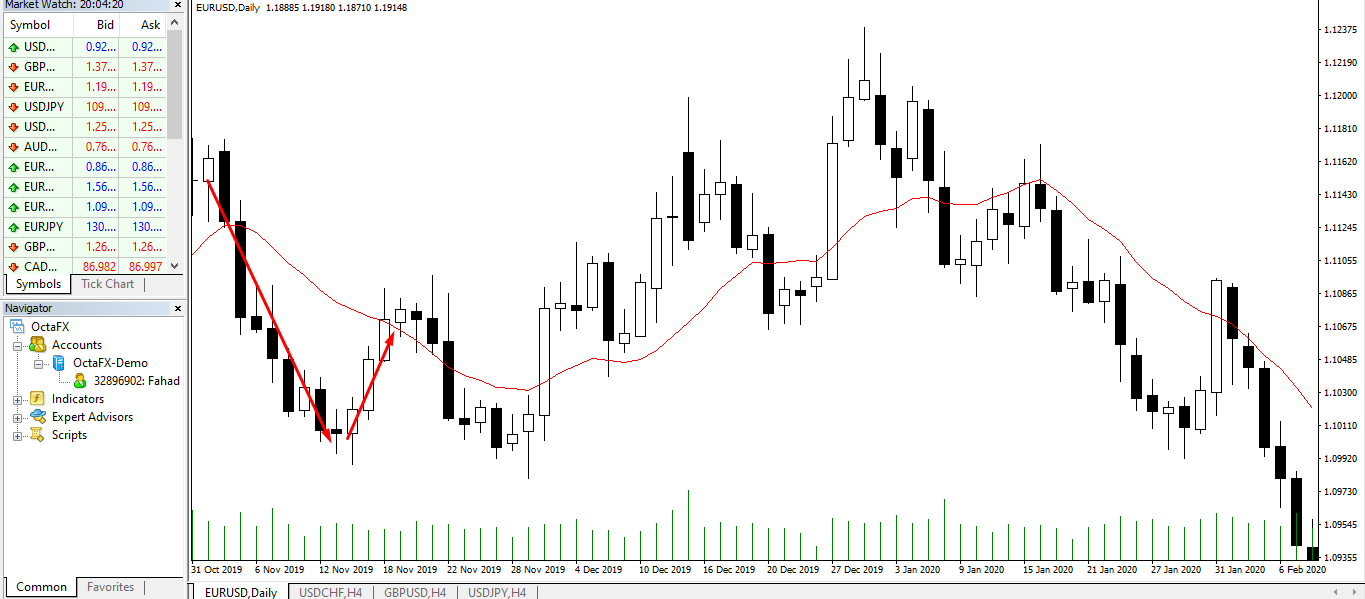 Market Watch: 20:04:20
Symbol Bid Ask
USD... 0.92... 0.92...
GBP... 1.37... 1.37...
EUR... 1.19... 1.19...
USDJPY 109.... 109....
USD... 1.25... 1.25...
AUD... 0.76... 0.76...
EUR... 0.86... 0.86...
EUR... 1.56... 1.56...
EUR... 1.09... 1.09...
EURJPY 130.... 130....
GBP... 1.26... 1.26...
CAD... 86.982 86.997
Symbols Tick Chart
Navigator
OctaFX
Accounts
OctaFX-Demo
32896902: Fahad
Indicators
Expert Advisors
Scripts
Common Favorites
EURUSD,Daily 1.18885 1.19180 1.18710 1.19148
1.12375
1.12190
1.12000
1.11810
1.11620
1.11430
1.11245
1.11055
1.10865
1.10675
1.10485
1.10300
1.10110
1.09920
1.09730
1.09545
1.09355
31 Oct 2019 6 Nov 2019 12 Nov 2019 18 Nov 2019 22 Nov 2019 28 Nov 2019 4 Dec 2019 10 Dec 2019 16 Dec 2019 20 Dec 2019 27 Dec 2019 3 Jan 2020 9 Jan 2020 15 Jan 2020 21 Jan 2020 27 Jan 2020 31 Jan 2020 6 Feb 2020
EURUSD,Daily USDCHF,H4 GBPUSD,H4 USDJPY,H4